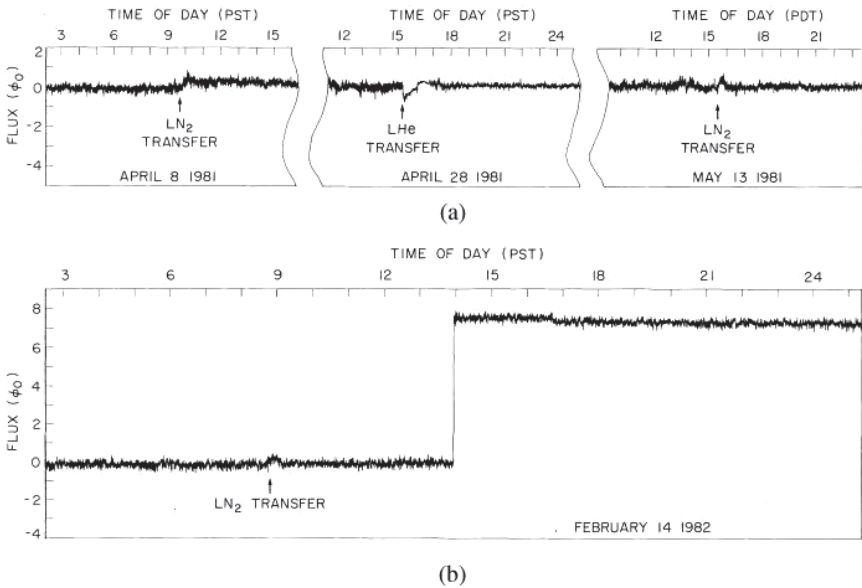 TIME OF DAY (PST) TIME OF DAY (PST) TIME OF DAY (PDT)
3 6 9 12 15 12 15 18 21 24 12 15 18 21
FLUX (ϕ₀)
2
0
-2
-4
LN₂
TRANSFER
LHe
TRANSFER
LN₂
TRANSFER
APRIL 8 1981 APRIL 28 1981 MAY 13 1981
(a)
TIME OF DAY (PST)
3 6 9 12 15 18 21 24
FLUX (ϕ₀)
8
6
4
2
0
-2
-4
LN₂ TRANSFER
FEBRUARY 14 1982
(b)